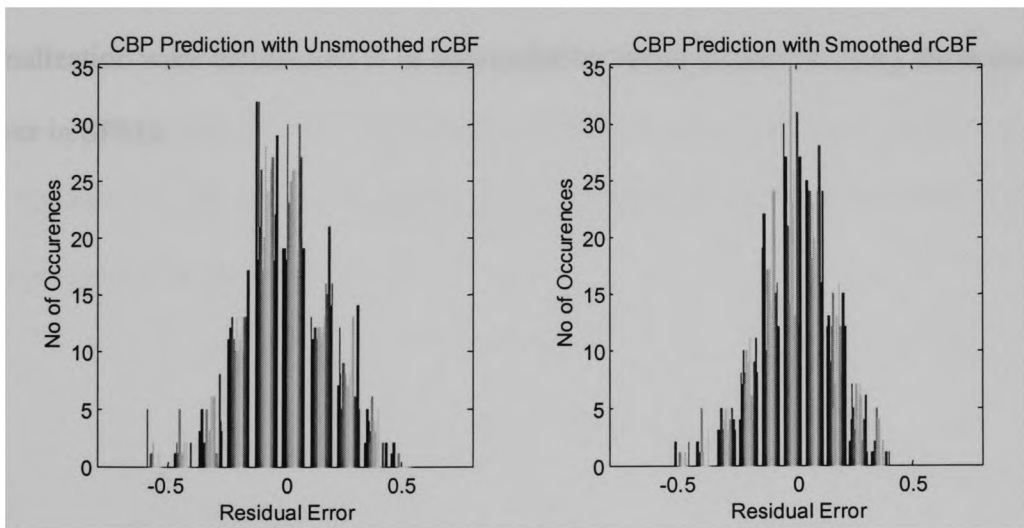 CBP Prediction with Unsmoothed rCBF
35
30
25
20
15
10
5
0
No of Occurences
-0.5 0 0.5
Residual Error
CBP Prediction with Smoothed rCBF
35
30
25
20
15
10
5
0
No of Occurences
-0.5 0 0.5
Residual Error